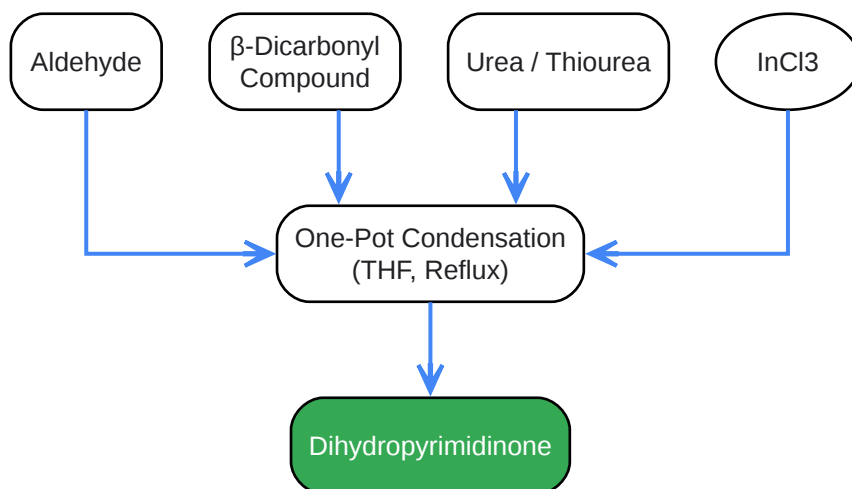 Aldehyde
β-Dicarbonyl
Compound
Urea / Thiourea
InCl3
One-Pot Condensation
(THF, Reflux)
Dihydropyrimidinone